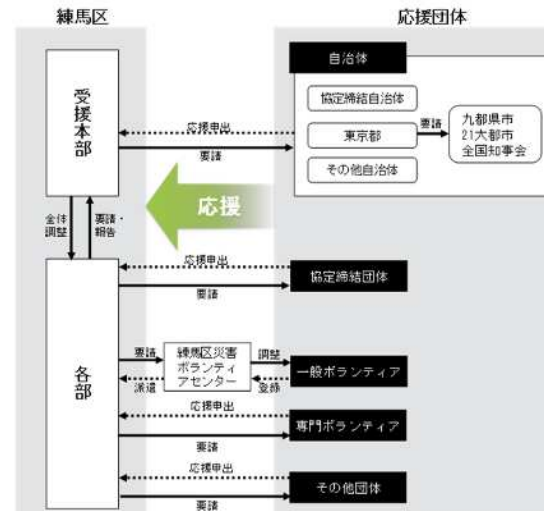 練馬区
応援団体
自治体
協定締結自治体
東京都
その他自治体
要請
九都県市
21大都市
全国知事会
受援本部
応援申出
要請
応援
全体
調整
要請・
報告
各部
応援申出
要請
協定締結団体
要請
派遣
練馬区災害
ボランティ
アセンター
調整
登録
一般ボランティア
応援申出
要請
専門ボランティア
応援申出
要請
その他団体